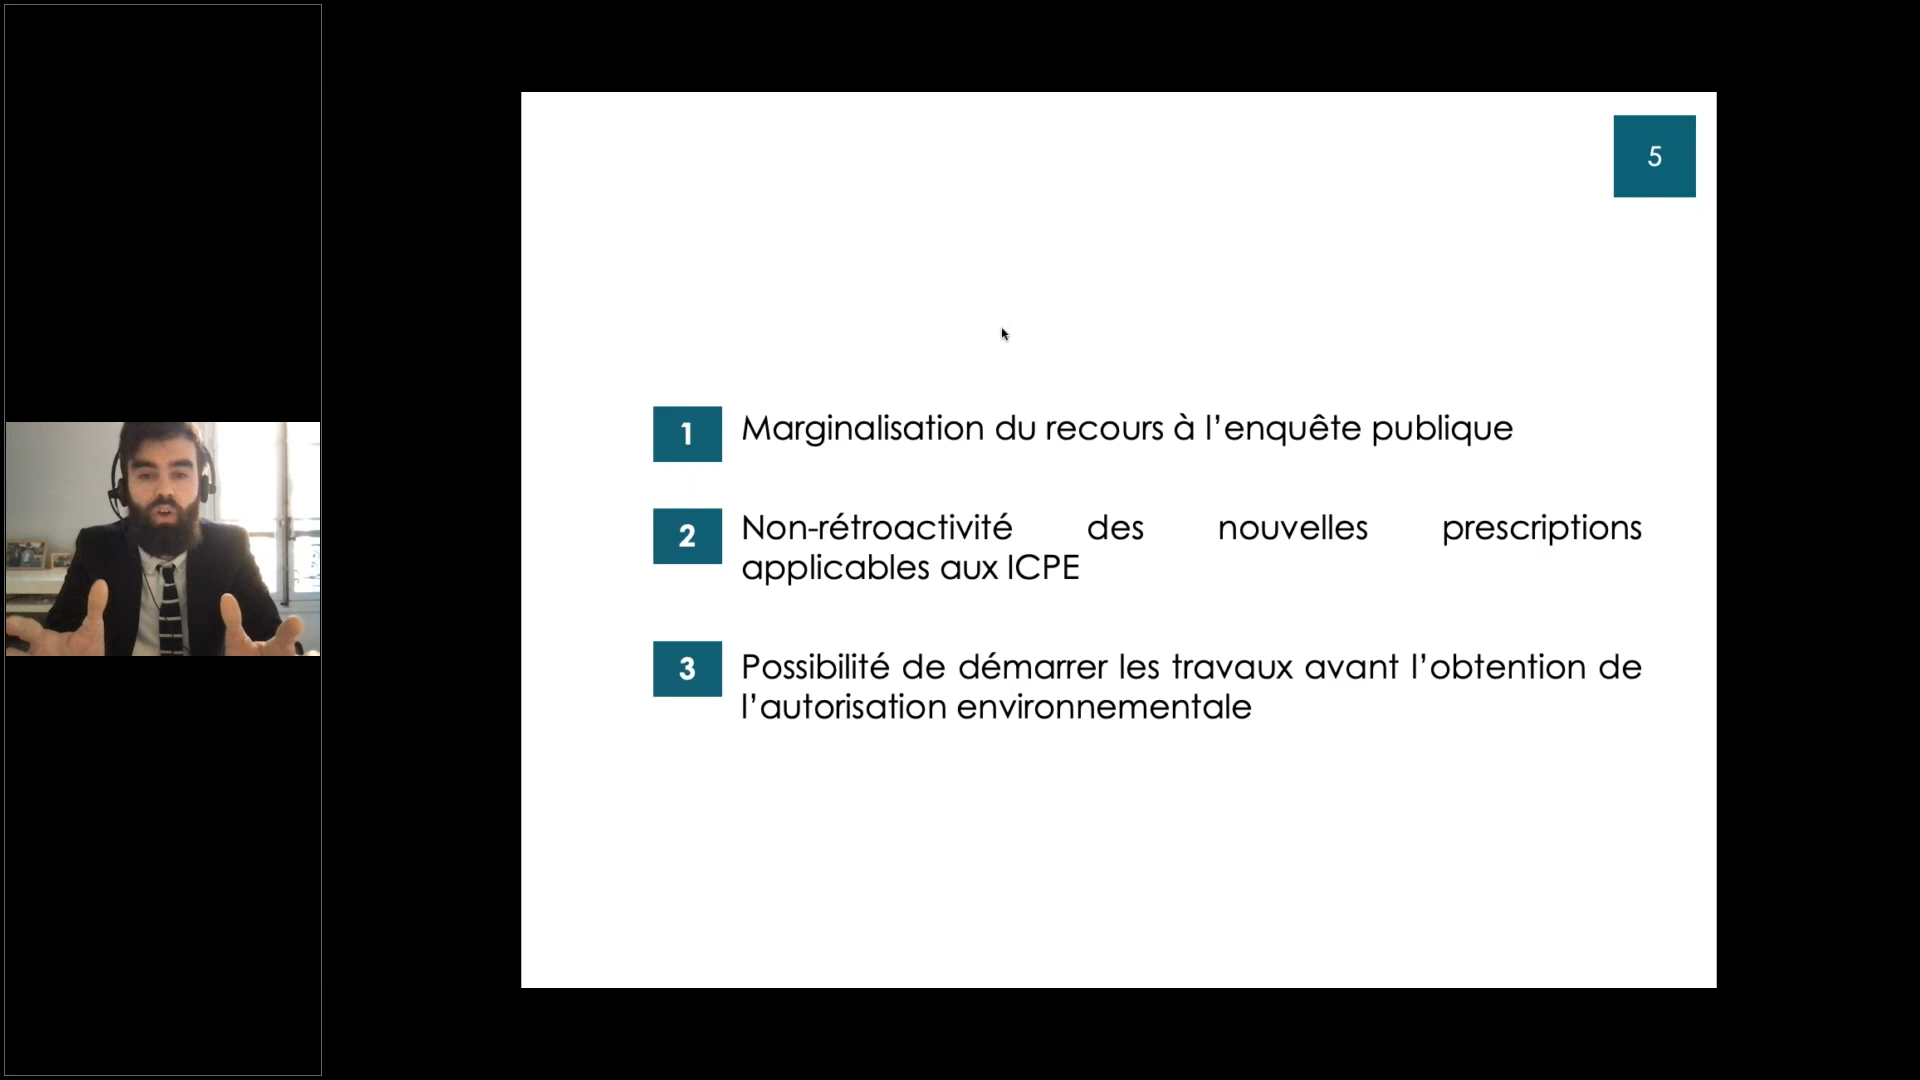 5
1 Marginalisation du recours à l’enquête publique
2 Non-rétroactivité des nouvelles prescriptions
applicables aux ICPE
3 Possibilité de démarrer les travaux avant l’obtention de
l’autorisation environnementale